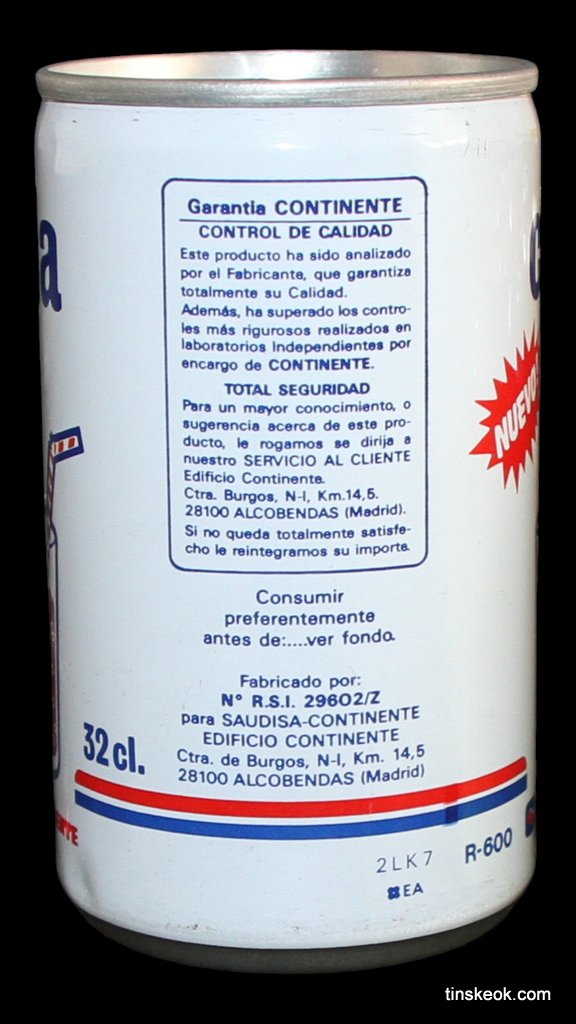 a
Garantia CONTINENTE
CONTROL DE CALIDAD
Este producto ha sido analizado
por el Fabricante, que garantiza
totalmente su Calidad.
Además, ha superado los contro-
les más rigurosos realizados en
laboratorios Independientes por
encargo de CONTINENTE.
TOTAL SEGURIDAD
Para un mayor conocimiento, o
sugerencia acerca de este pro-
ducto, le rogamos se dirija a
nuestro SERVICIO AL CLIENTE
Edificio Continente.
Ctra. Burgos, N-I, Km.14,5.
28100 ALCOBENDAS (Madrid).
Si no queda totalmente satisfe-
cho le reintegramos su importe.
NUEVO
Consumir
preferentemente
antes de:....ver fondo.
Fabricado por:
N° R.S.I. 29602/Z
para SAUDISA-CONTINENTE
EDIFICIO CONTINENTE
Ctra. de Burgos, N-I, Km. 14,5
28100 ALCOBENDAS (Madrid)
32 cl.
ENTE
2LK7
R-600
EA
tinskeok.com